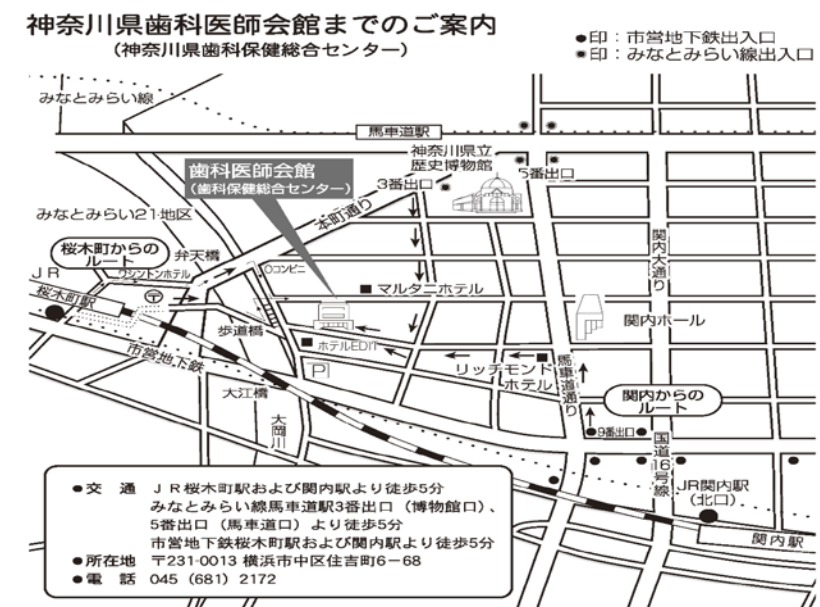 神奈川県歯科医師会館までのご案内
（神奈川県歯科保健総合センター）
●印：市営地下鉄出入口
◉印：みなとみらい線出入口
みなとみらい線
馬車道駅
神奈川県立
歴史博物館
5番出口
3番出口
歯科医師会館
（歯科保健総合センター）
本町通り
みなとみらい21地区
桜木町からの
ルート
弁天橋
ワシントンホテル
コンビニ
JR
桜木町駅
〒
マルタニホテル
関内大通り
関内ホール
歩道橋
ホテルEDIT
市営地下鉄
P
リッチモンド
ホテル
馬車道通り
大江橋
大岡川
関内からの
ルート
9番出口
国道16号線
JR関内駅
（北口）
関内駅
●交　通　ＪＲ桜木町駅および関内駅より徒歩5分
みなとみらい線馬車道駅3番出口（博物館口）、
5番出口（馬車道口）より徒歩5分
市営地下鉄桜木町駅および関内駅より徒歩5分
●所在地　〒231-0013 横浜市中区住吉町6－68
●電　話　045（681）2172